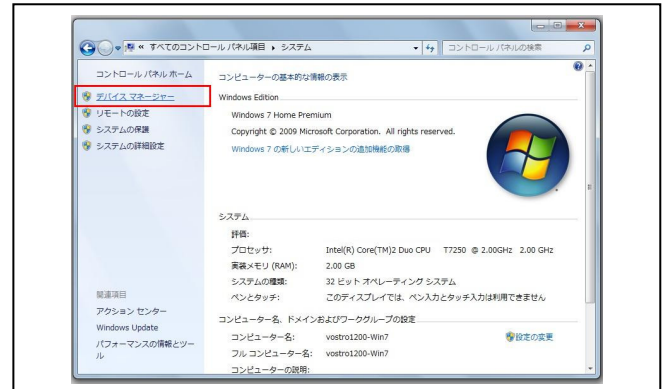 « すべてのコントロール パネル項目 ▸ システム
コントロール パネルの検索
コントロール パネル ホーム
デバイス マネージャー
リモートの設定
システムの保護
システムの詳細設定
関連項目
アクション センター
Windows Update
パフォーマンスの情報とツー
ル
コンピューターの基本的な情報の表示
Windows Edition
Windows 7 Home Premium
Copyright © 2009 Microsoft Corporation. All rights reserved.
Windows 7 の新しいエディションの追加機能の取得
システム
評価:
プロセッサ: Intel(R) Core(TM)2 Duo CPU T7250 @ 2.00GHz 2.00 GHz
実装メモリ (RAM): 2.00 GB
システムの種類: 32 ビット オペレーティング システム
ペンとタッチ: このディスプレイでは、ペン入力とタッチ入力は利用できません
コンピューター名、ドメインおよびワークグループの設定
コンピューター名: vostro1200-Win7 設定の変更
フル コンピューター名: vostro1200-Win7
コンピューターの説明: